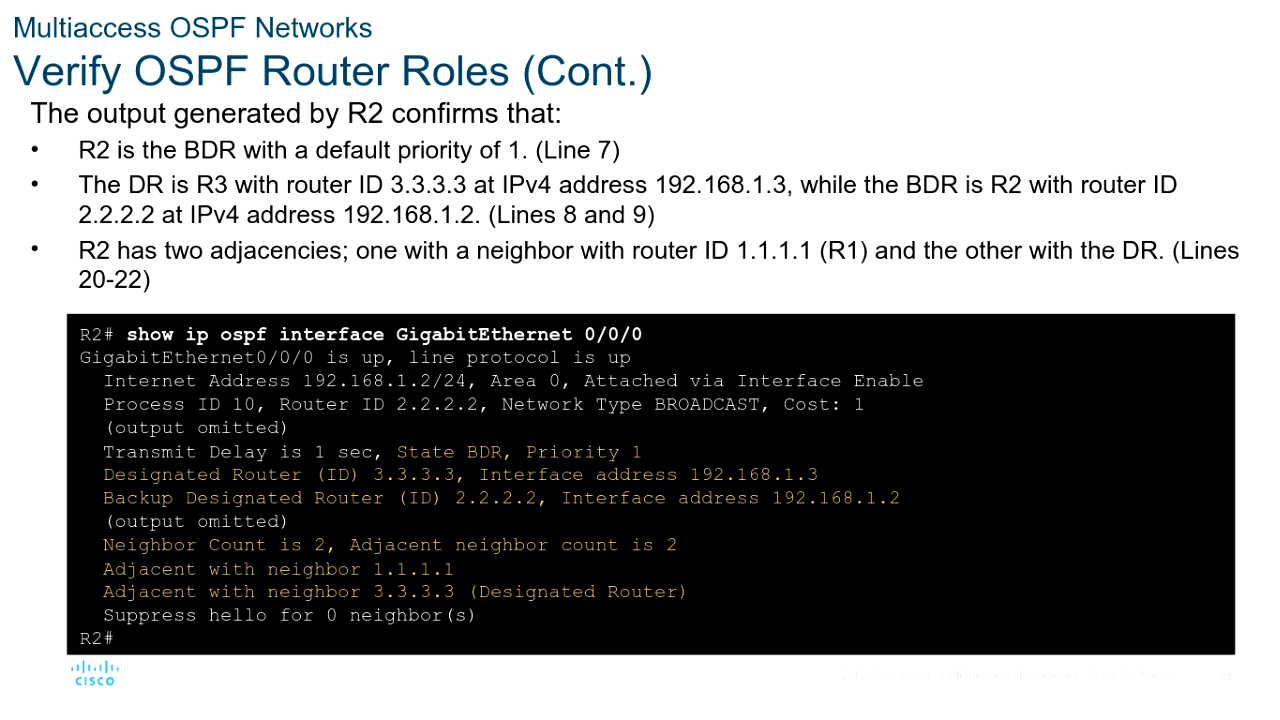 Multiaccess OSPF Networks
Verify OSPF Router Roles (Cont.)
The output generated by R2 confirms that:
• R2 is the BDR with a default priority of 1. (Line 7)
• The DR is R3 with router ID 3.3.3.3 at IPv4 address 192.168.1.3, while the BDR is R2 with router ID
2.2.2.2 at IPv4 address 192.168.1.2. (Lines 8 and 9)
• R2 has two adjacencies; one with a neighbor with router ID 1.1.1.1 (R1) and the other with the DR. (Lines
20-22)
R2# show ip ospf interface GigabitEthernet 0/0/0
GigabitEthernet0/0/0 is up, line protocol is up
Internet Address 192.168.1.2/24, Area 0, Attached via Interface Enable
Process ID 10, Router ID 2.2.2.2, Network Type BROADCAST, Cost: 1
(output omitted)
Transmit Delay is 1 sec, State BDR, Priority 1
Designated Router (ID) 3.3.3.3, Interface address 192.168.1.3
Backup Designated Router (ID) 2.2.2.2, Interface address 192.168.1.2
(output omitted)
Neighbor Count is 2, Adjacent neighbor count is 2
Adjacent with neighbor 1.1.1.1
Adjacent with neighbor 3.3.3.3 (Designated Router)
Suppress hello for 0 neighbor(s)
R2#
CISCO